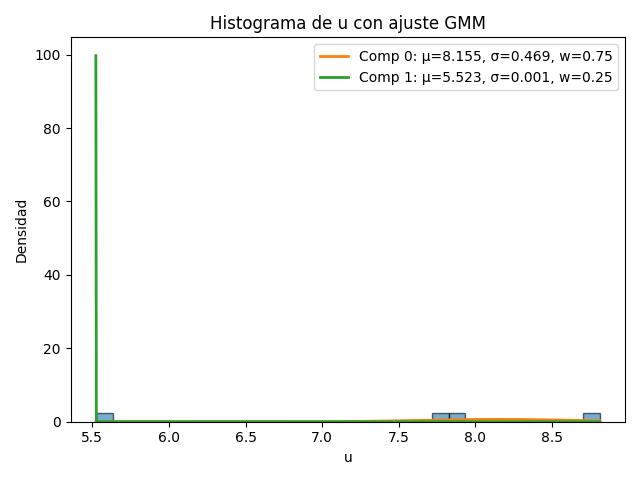 Histograma de u con ajuste GMM
Comp 0: μ=8.155, σ=0.469, w=0.75
Comp 1: μ=5.523, σ=0.001, w=0.25
Densidad
100
80
60
40
20
0
5.5 6.0 6.5 7.0 7.5 8.0 8.5
u